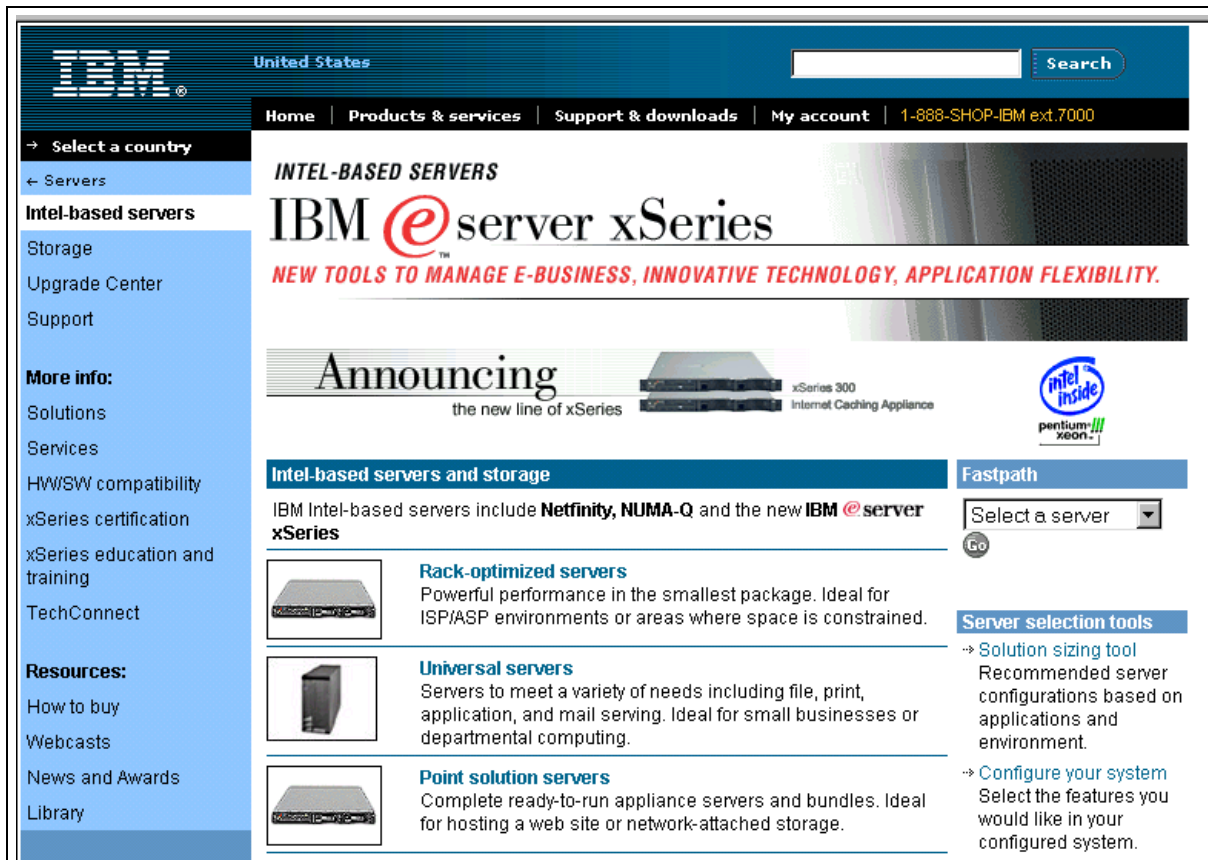 IBM®
United States
Search
Home | Products & services | Support & downloads | My account | 1-888-SHOP-IBM ext.7000
→ Select a country
← Servers
Intel-based servers
Storage
Upgrade Center
Support
More info:
Solutions
Services
HW/SW compatibility
xSeries certification
xSeries education and
training
TechConnect
Resources:
How to buy
Webcasts
News and Awards
Library
INTEL-BASED SERVERS
IBM e server xSeries
TM
NEW TOOLS TO MANAGE E-BUSINESS, INNOVATIVE TECHNOLOGY, APPLICATION FLEXIBILITY.
Announcing
the new line of xSeries
xSeries 300
Internet Caching Appliance
intel
inside
pentium III
xeon™
Intel-based servers and storage
IBM Intel-based servers include Netfinity, NUMA-Q and the new IBM e server
xSeries
Rack-optimized servers
Powerful performance in the smallest package. Ideal for
ISP/ASP environments or areas where space is constrained.
Universal servers
Servers to meet a variety of needs including file, print,
application, and mail serving. Ideal for small businesses or
departmental computing.
Point solution servers
Complete ready-to-run appliance servers and bundles. Ideal
for hosting a web site or network-attached storage.
Fastpath
Select a server
Go
Server selection tools
Solution sizing tool
Recommended server
configurations based on
applications and
environment.
Configure your system
Select the features you
would like in your
configured system.